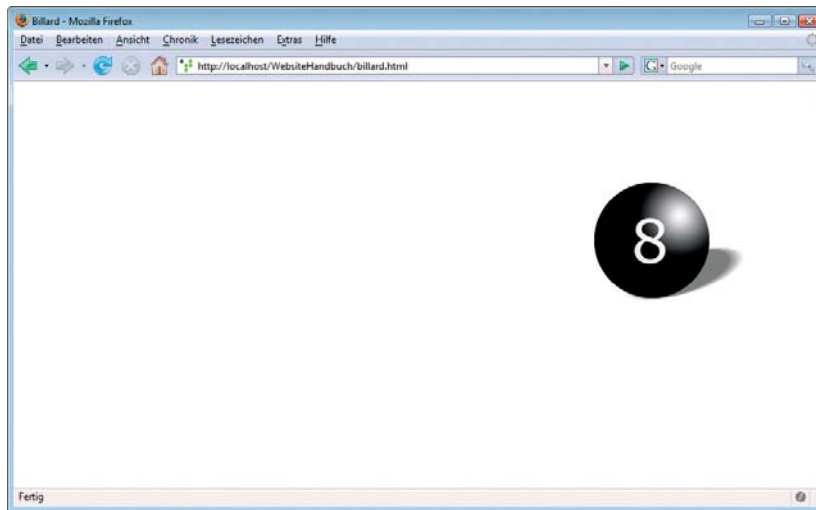 Billard - Mozilla Firefox
Datei Bearbeiten Ansicht Chronik Lesezeichen Extras Hilfe
http://localhost/WebsiteHandbuch/billard.html G Google
8
Fertig